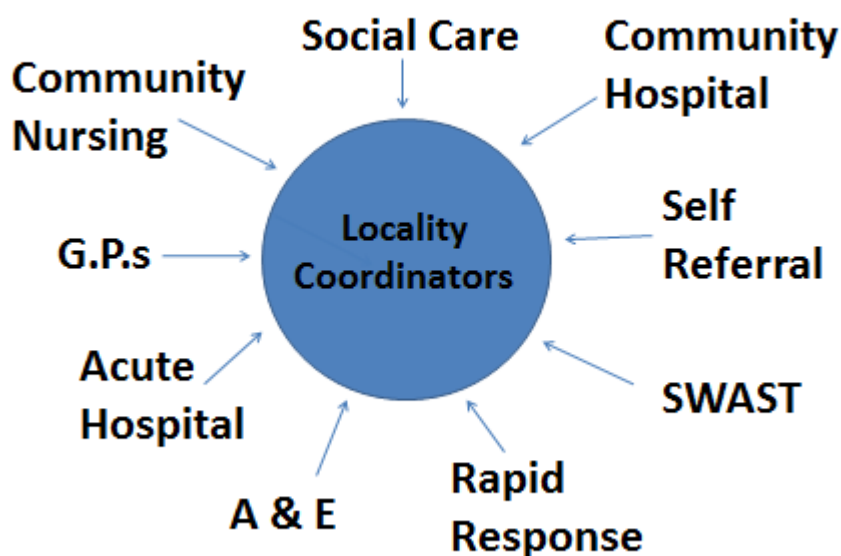 Social Care
Community
Hospital
Community
Nursing
Self
Referral
Locality
Coordinators
G.P.s
Acute
Hospital
SWAST
A & E
Rapid
Response